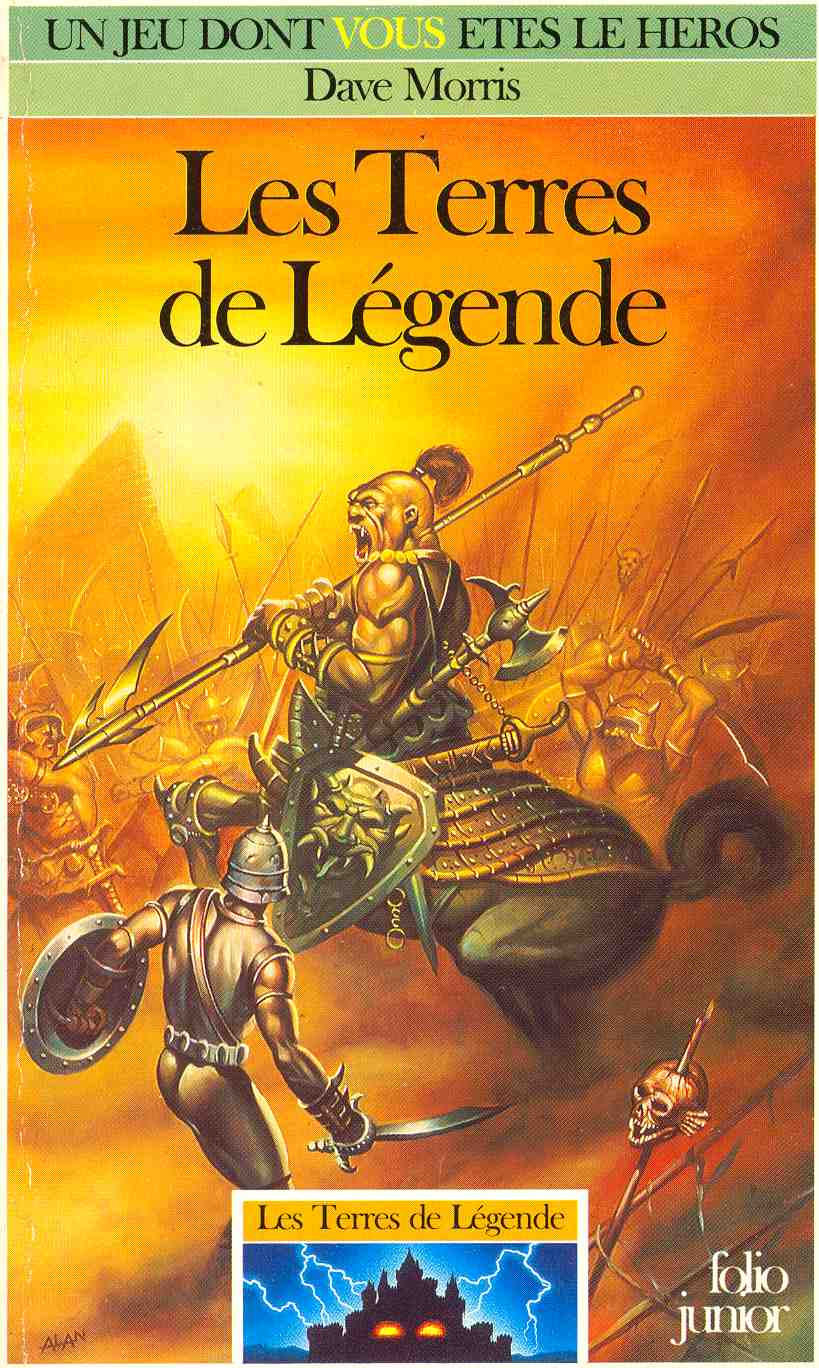 UN JEU DONT VOUS ETES LE HEROS
Dave Morris
Les Terres
de Légende
Les Terres de Légende
folio
junior
ALAN